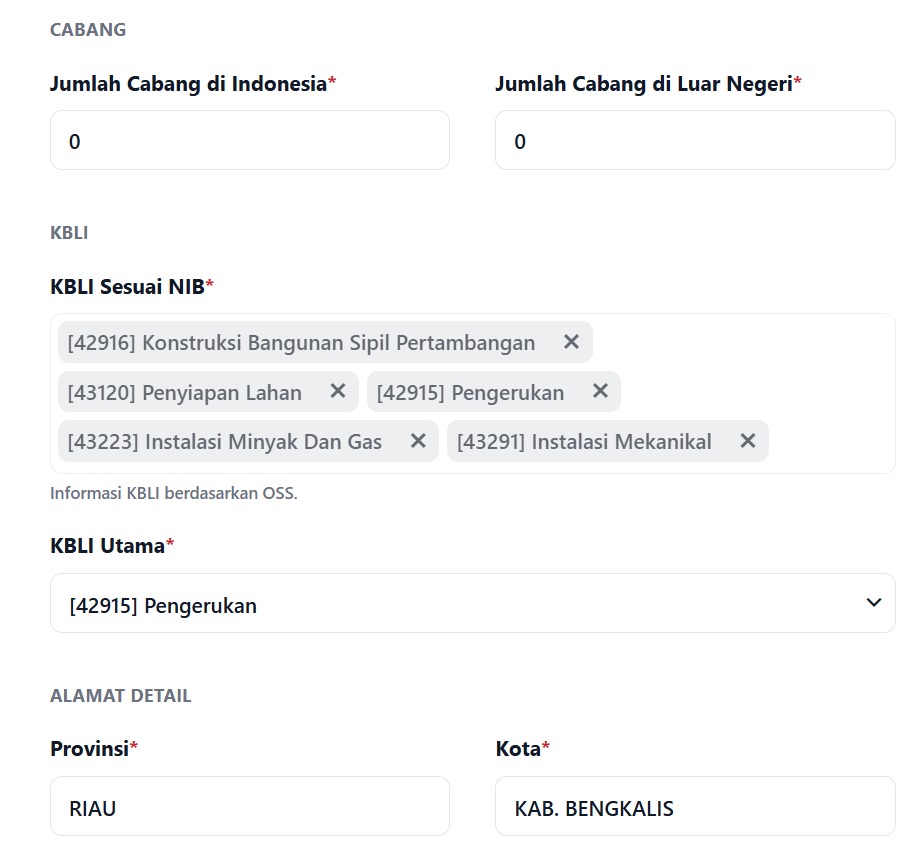 CABANG
Jumlah Cabang di Indonesia* Jumlah Cabang di Luar Negeri*
0 0
KBLI
KBLI Sesuai NIB*
[42916] Konstruksi Bangunan Sipil Pertambangan ✕
[43120] Penyiapan Lahan ✕ [42915] Pengerukan ✕
[43223] Instalasi Minyak Dan Gas ✕ [43291] Instalasi Mekanikal ✕
Informasi KBLI berdasarkan OSS.
KBLI Utama*
[42915] Pengerukan
ALAMAT DETAIL
Provinsi* Kota*
RIAU KAB. BENGKALIS